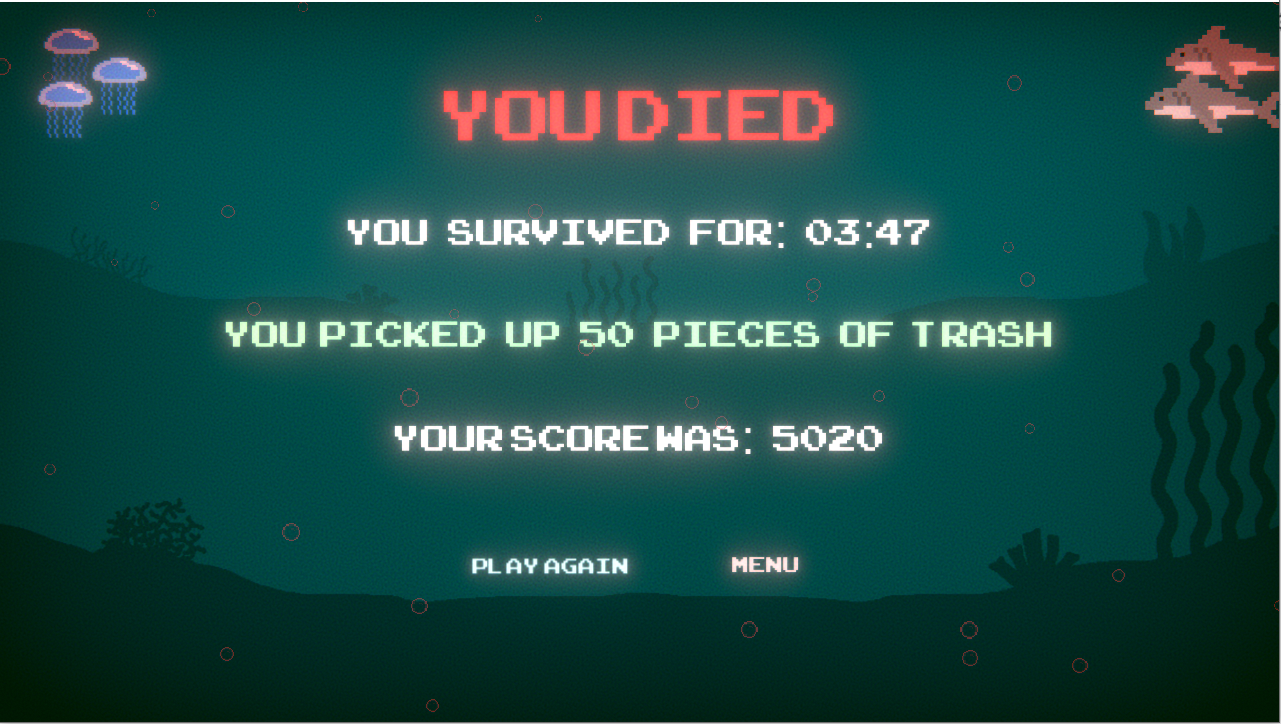 YOU DIED
YOU SURVIVED FOR: 03:47
YOU PICKED UP 50 PIECES OF TRASH
YOUR SCORE WAS: 5020
PLAY AGAIN MENU